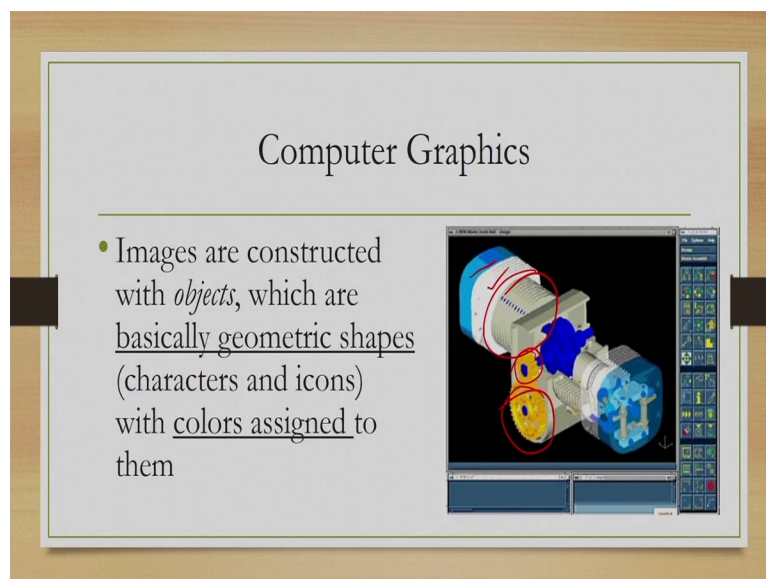 Computer Graphics
• Images are constructed
with objects, which are
basically geometric shapes
(characters and icons)
with colors assigned to
them